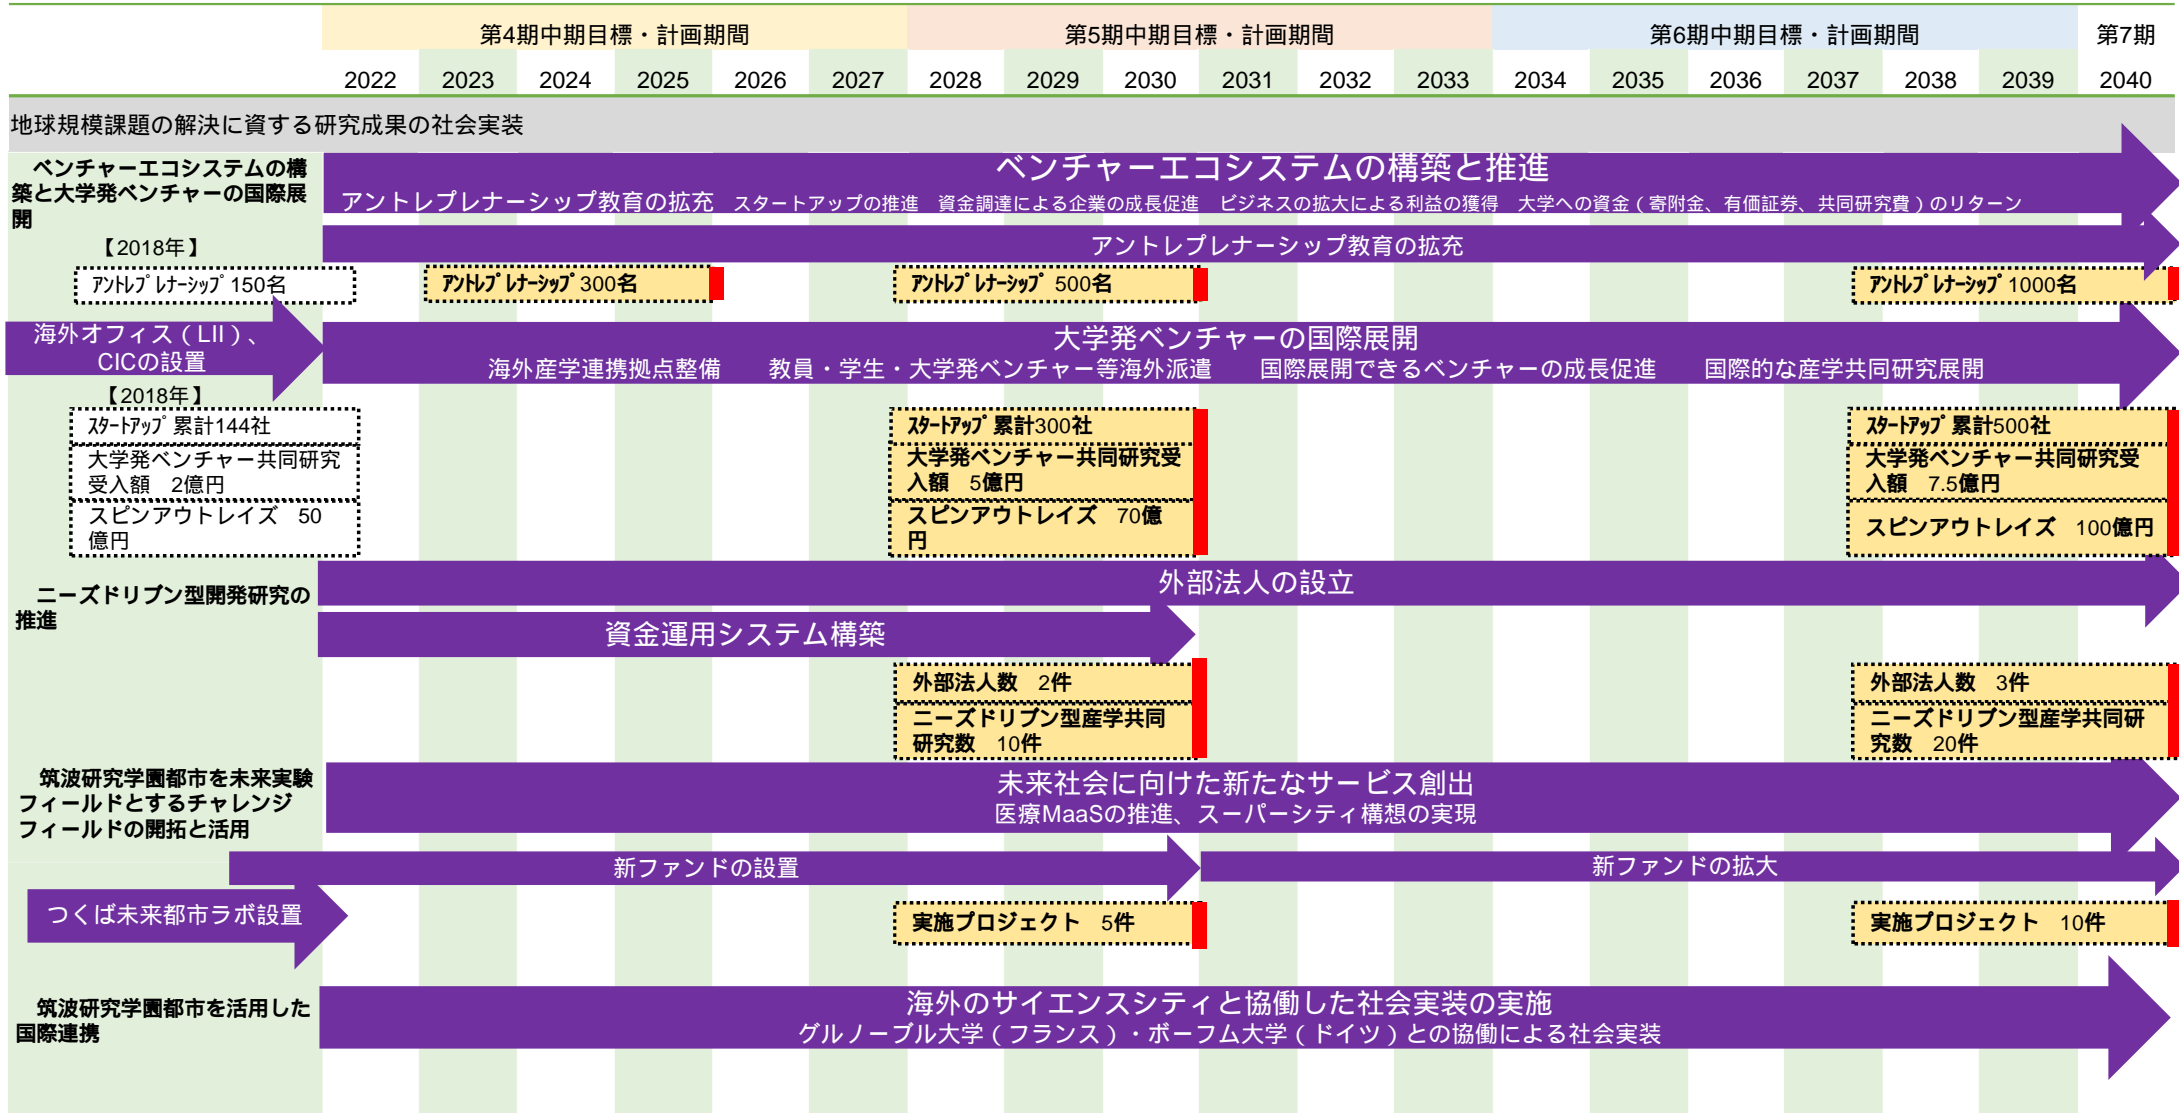 第4期中期目標・計画期間 第5期中期目標・計画期間 第6期中期目標・計画期間 第7期
2022 2023 2024 2025 2026 2027 2028 2029 2030 2031 2032 2033 2034 2035 2036 2037 2038 2039 2040
地球規模課題の解決に資する研究成果の社会実装
ベンチャーエコシステムの構
築と大学発ベンチャーの国際展
開
ベンチャーエコシステムの構築と推進
アントレプレナーシップ教育の拡充 スタートアップの推進 資金調達による企業の成長促進 ビジネスの拡大による利益の獲得 大学への資金(寄附金、有価証券、共同研究費)のリターン
【2018年】
アントレプレナーシップ教育の拡充
ｱﾝﾄﾚﾌﾟﾚﾅｰｼｯﾌﾟ 150名
ｱﾝﾄﾚﾌﾟﾚﾅｰｼｯﾌﾟ 300名
ｱﾝﾄﾚﾌﾟﾚﾅｰｼｯﾌﾟ 500名
ｱﾝﾄﾚﾌﾟﾚﾅｰｼｯﾌﾟ 1000名
海外オフィス(LII)、
CICの設置
大学発ベンチャーの国際展開
海外産学連携拠点整備 教員・学生・大学発ベンチャー等海外派遣 国際展開できるベンチャーの成長促進 国際的な産学共同研究展開
【2018年】
ｽﾀｰﾄｱｯﾌﾟ 累計144社
大学発ベンチャー共同研究
受入額 2億円
スピンアウトレイズ 50
億円
ｽﾀｰﾄｱｯﾌﾟ 累計300社
大学発ベンチャー共同研究受
入額 5億円
スピンアウトレイズ 70億
円
ｽﾀｰﾄｱｯﾌﾟ 累計500社
大学発ベンチャー共同研究受
入額 7.5億円
スピンアウトレイズ 100億円
ニーズドリブン型開発研究の
推進
外部法人の設立
資金運用システム構築
外部法人数 2件
ニーズドリブン型産学共同
研究数 10件
外部法人数 3件
ニーズドリブン型産学共同研
究数 20件
筑波研究学園都市を未来実験
フィールドとするチャレンジ
フィールドの開拓と活用
未来社会に向けた新たなサービス創出
医療MaaSの推進、スーパーシティ構想の実現
新ファンドの設置
新ファンドの拡大
つくば未来都市ラボ設置
実施プロジェクト 5件
実施プロジェクト 10件
筑波研究学園都市を活用した
国際連携
海外のサイエンスシティと協働した社会実装の実施
グルノーブル大学(フランス)・ボーフム大学(ドイツ)との協働による社会実装